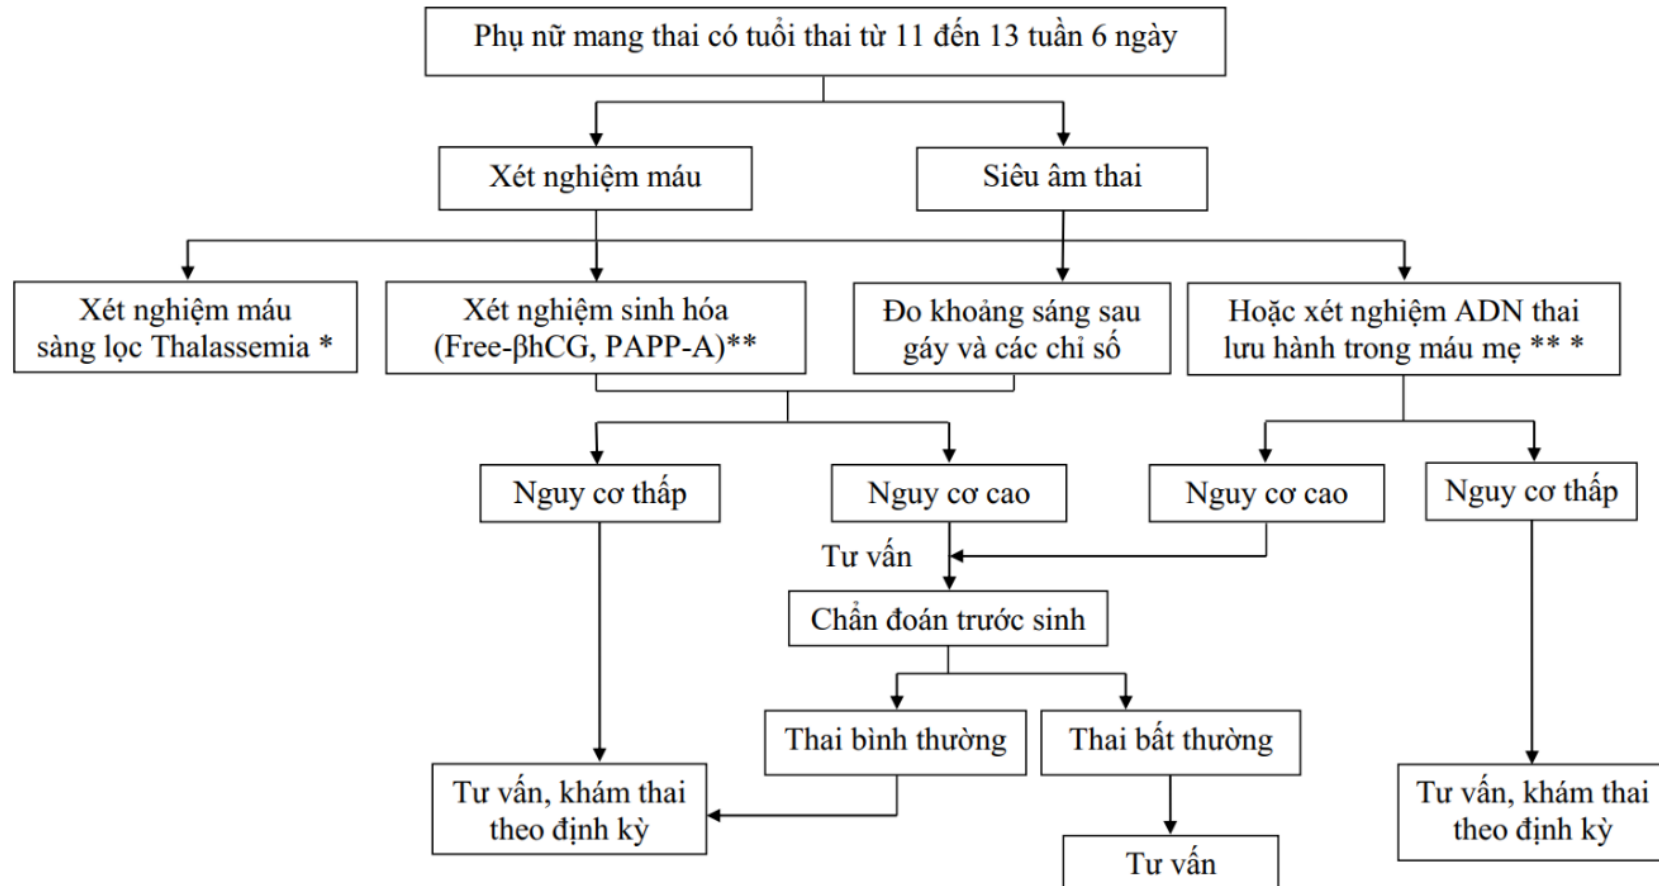 Phụ nữ mang thai có tuổi thai từ 11 đến 13 tuần 6 ngày
Xét nghiệm máu
Siêu âm thai
Xét nghiệm máu
sàng lọc Thalassemia *
Xét nghiệm sinh hóa
(Free-βhCG, PAPP-A)**
Đo khoảng sáng sau
gáy và các chỉ số
Hoặc xét nghiệm ADN thai
lưu hành trong máu mẹ ** *
Nguy cơ thấp
Nguy cơ cao
Nguy cơ cao
Nguy cơ thấp
Tư vấn
Chẩn đoán trước sinh
Thai bình thường
Thai bất thường
Tư vấn, khám thai
theo định kỳ
Tư vấn, khám thai
theo định kỳ
Tư vấn